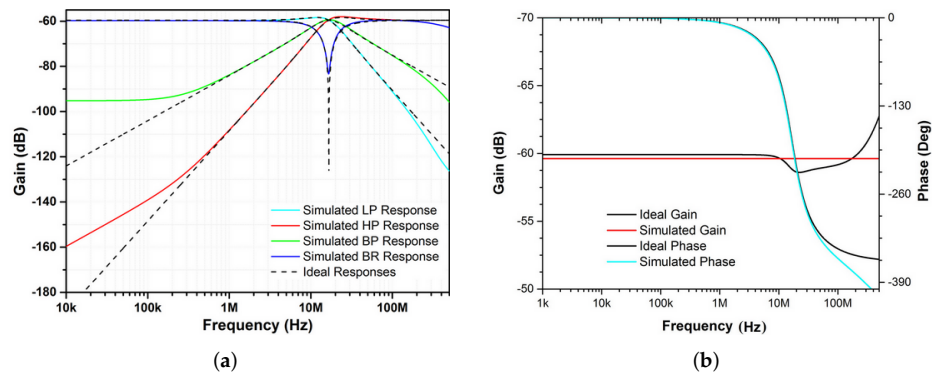 Gain (dB)
-60
-80
-100
-120
-140
-160
-180
10k 100k 1M 10M 100M
Frequency (Hz)
Simulated LP Response
Simulated HP Response
Simulated BP Response
Simulated BR Response
Ideal Responses
(a)
Gain (dB)
-70
-65
-60
-55
-50
1k 10k 100k 1M 10M 100M
Frequency (Hz)
0
-130
-260
-390
Phase (Deg)
Ideal Gain
Simulated Gain
Ideal Phase
Simulated Phase
(b)